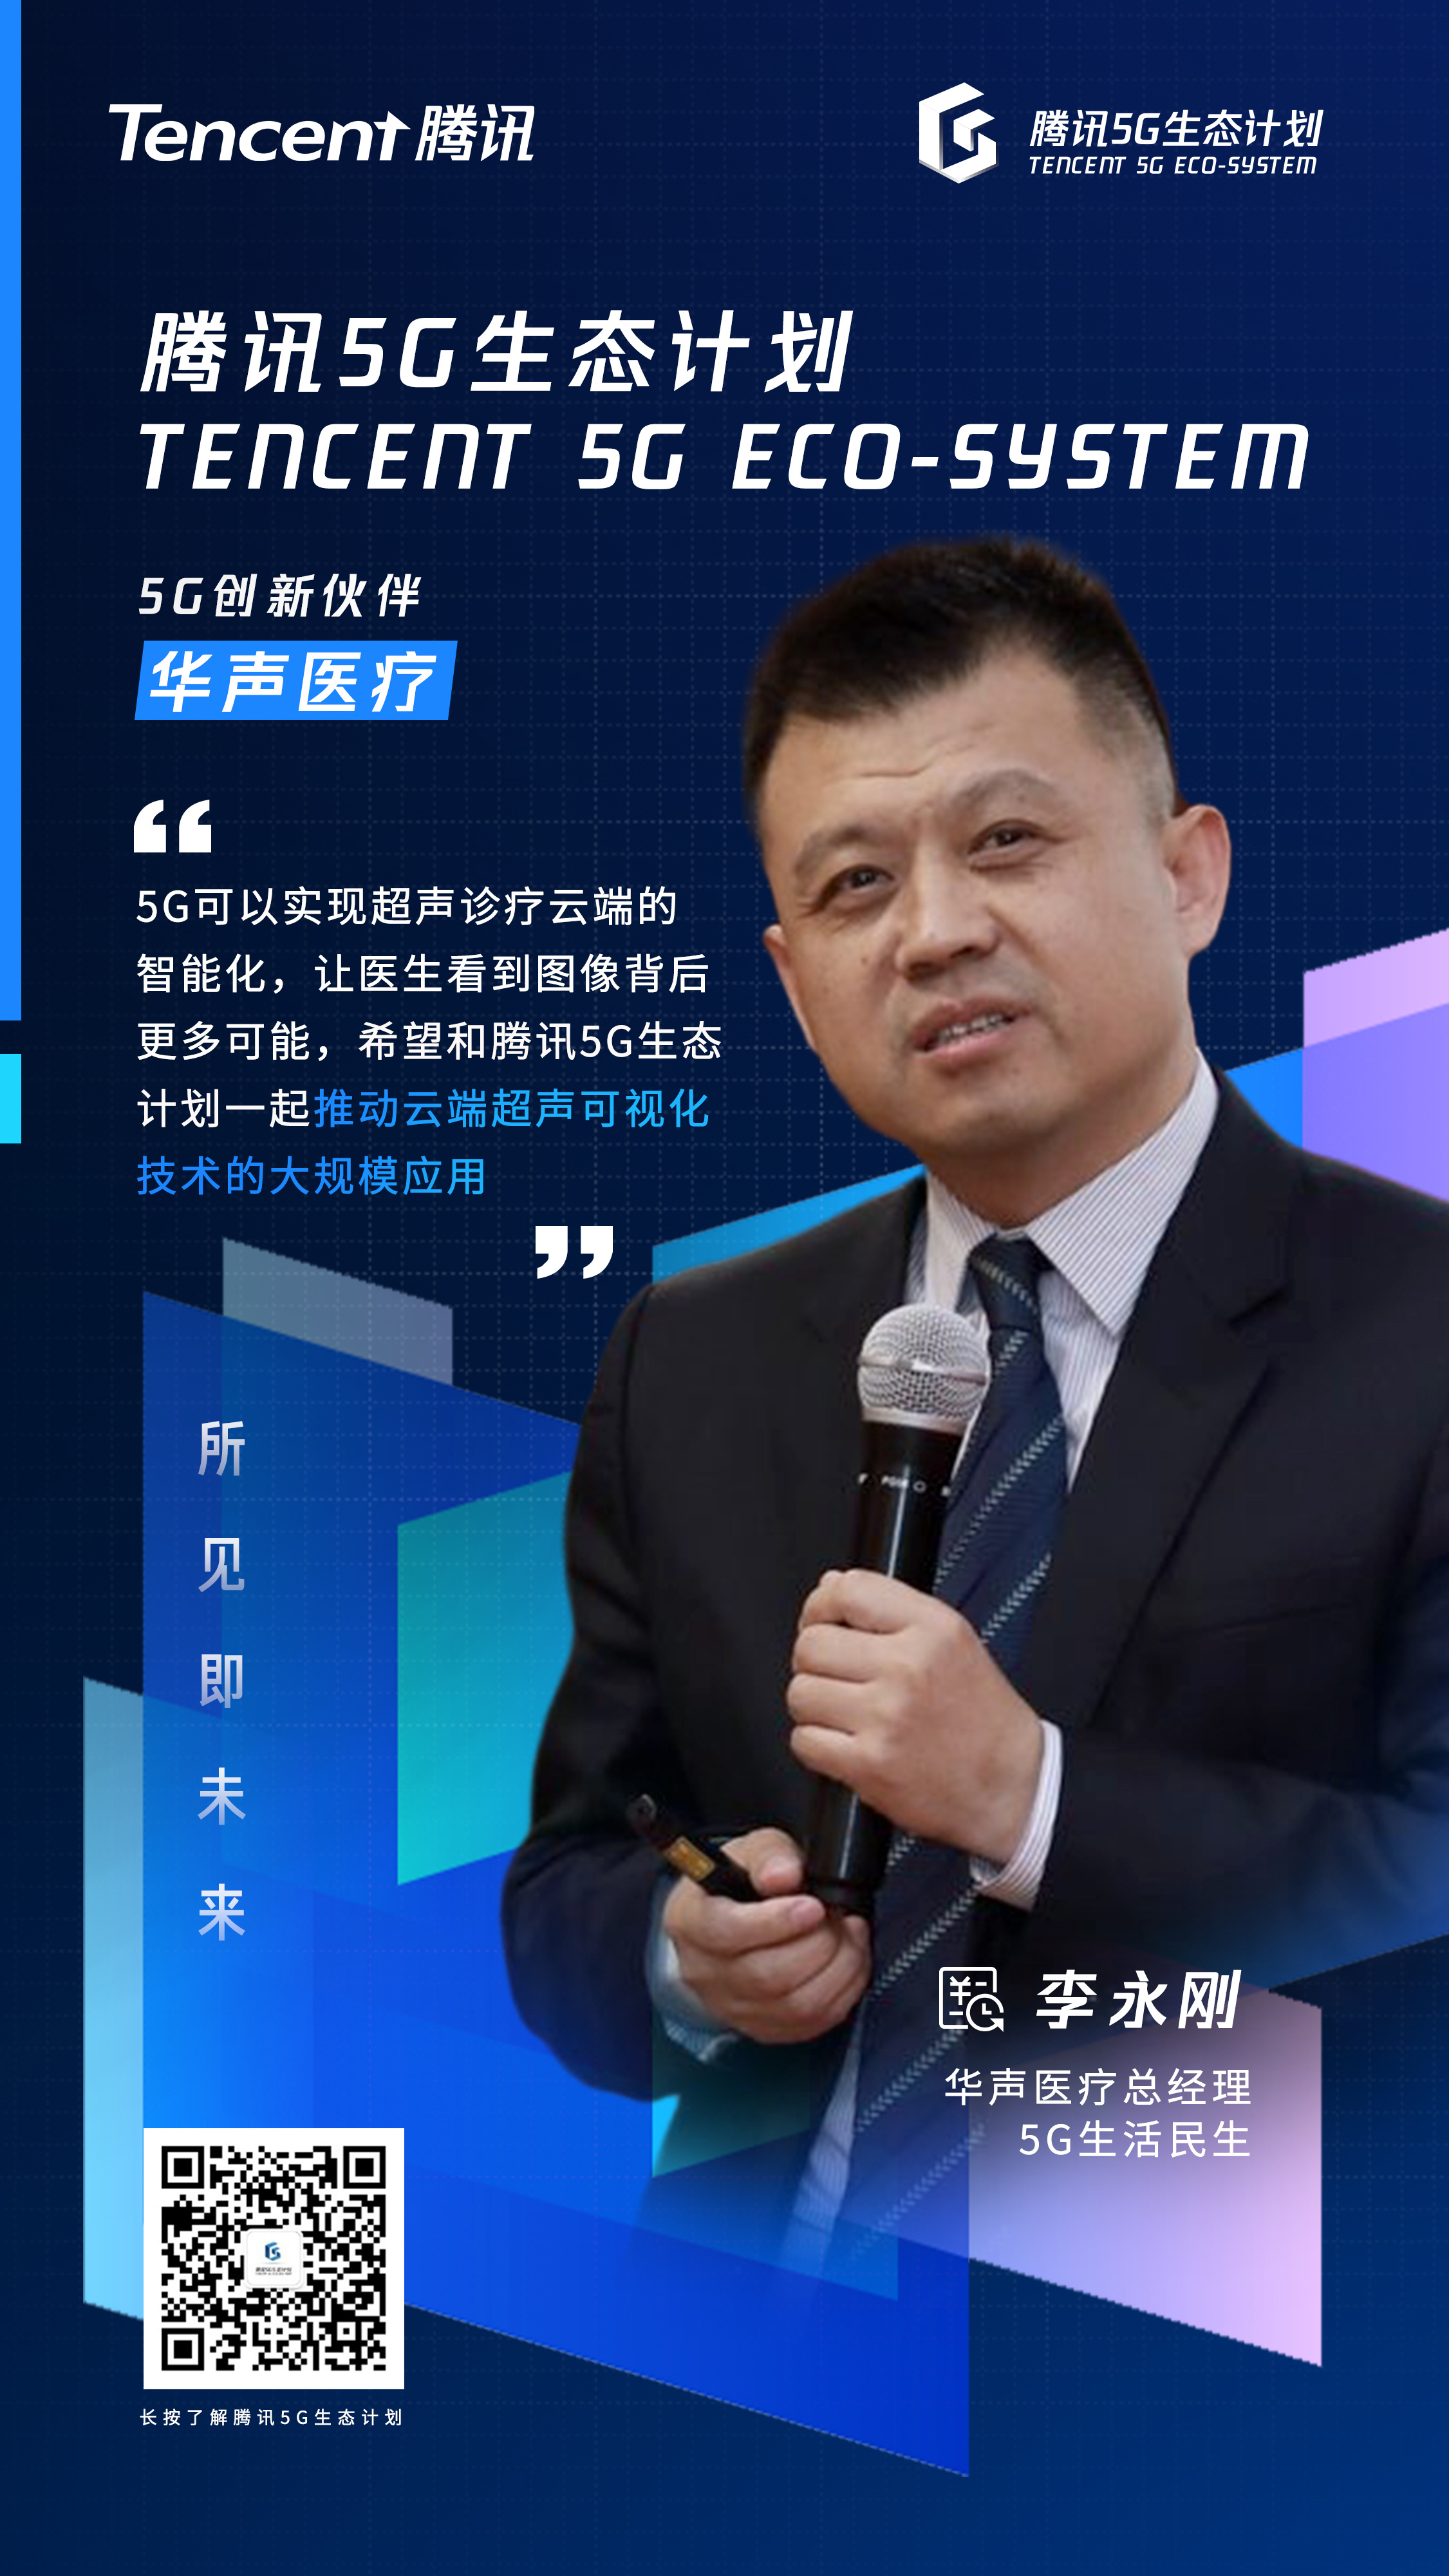 Tencent腾讯
腾讯5G生态计划
TENCENT 5G ECO-SYSTEM
腾讯5G生态计划
TENCENT 5G ECO-SYSTEM
5G创新伙伴
华声医疗
“
5G可以实现超声诊疗云端的
智能化，让医生看到图像背后
更多可能，希望和腾讯5G生态
计划一起推动云端超声可视化
技术的大规模应用
”
所见即未来
李永刚
华声医疗总经理
5G生活民生
长按了解腾讯5G生态计划